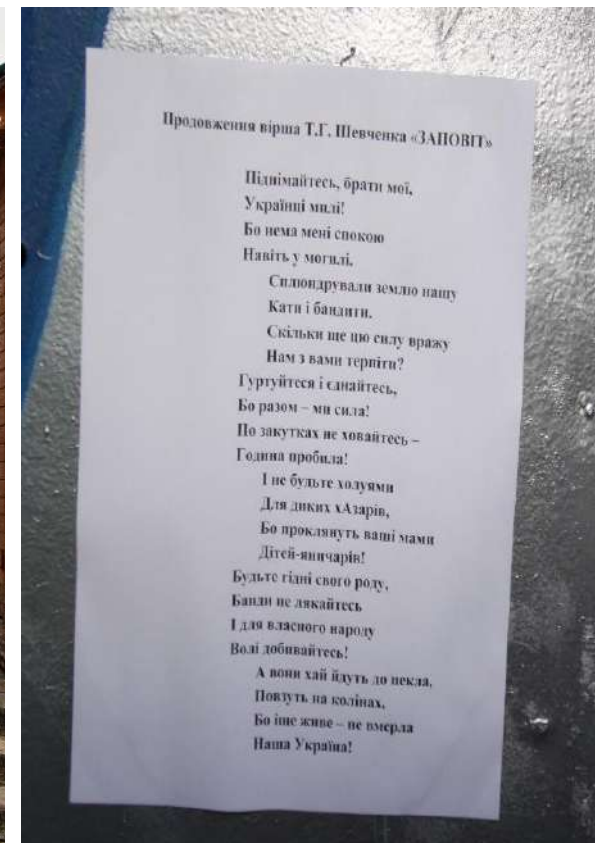 Продовження вірша Т.Г. Шевченка «ЗАПОВІТ»
Піднімайтесь, брати мої,
Українці милі!
Бо нема мені спокою
Навіть у могилі.
Сплюндрували землю нашу
Кати і бандити.
Скільки ще цю силу вражу
Нам з вами терпіти?
Гуртуйтеся і єднайтесь,
Бо разом – ми сила!
По закутках не ховайтесь –
Година пробила!
І не будьте холуями
Для диких хАзарів,
Бо проклянуть ваші мами
Дітей-яничарів!
Будьте гідні свого роду,
Банди не лякайтесь
І для власного народу
Волі добивайтесь!
А вони хай йдуть до пекла,
Повзуть на колінах,
Бо іще живе – не вмерла
Наша Україна!